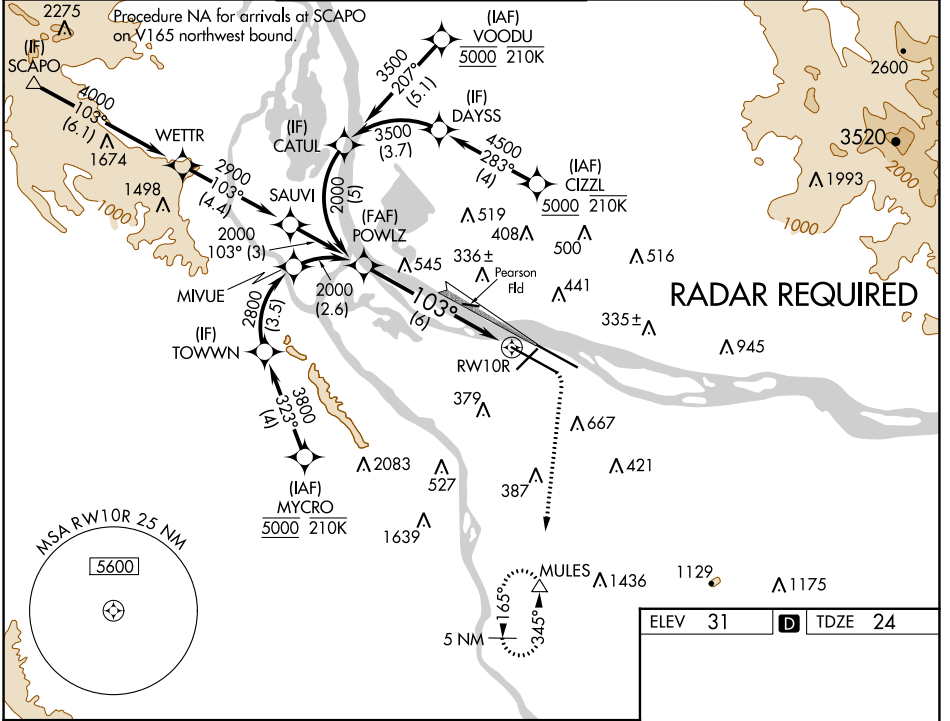 2275
Procedure NA for arrivals at SCAPO
on V165 northwest bound.
(IF)
SCAPO
4000
103°
(6.1)
1674
WETTR
1498
1000
2900
103°
(4.4)
SAUVI
2000
103° (3)
(IAF)
VOODU
5000 210K
3500
207°
(5.1)
(IF)
DAYSS
(IF)
CATUL
3500
(3.7)
4500
283°
(4)
(IAF)
CIZZL
5000 210K
2000
(5)
(FAF)
POWLZ
519
408
500
516
545
336 ±
Pearson
Fld
441
335 ±
945
2600
3520
2000
1993
1000
RADAR REQUIRED
MIVUE
2000
(2.6)
2800
(3.5)
(IF)
TOWWN
3800
323°
(4)
(IAF)
MYCRO
5000 210K
103°
(6)
RW10R
379
667
2083
527
387
421
1639
MSA RW10R 25 NM
5600
MULES
1436
1129
1175
165°
345°
5 NM
ELEV 31
D
TDZE 24